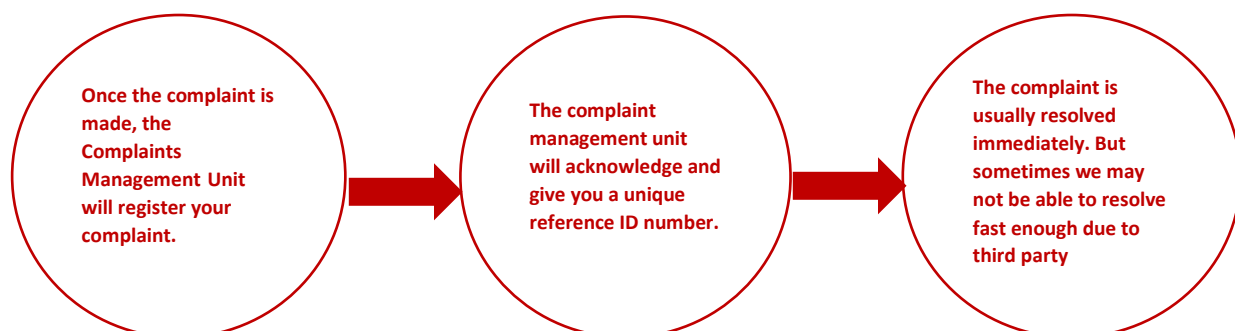 Once the complaint is
made, the
Complaints
Management Unit
will register your
complaint.
The complaint
management unit
will acknowledge and
give you a unique
reference ID number.
The complaint is
usually resolved
immediately. But
sometimes we may
not be able to resolve
fast enough due to
third party